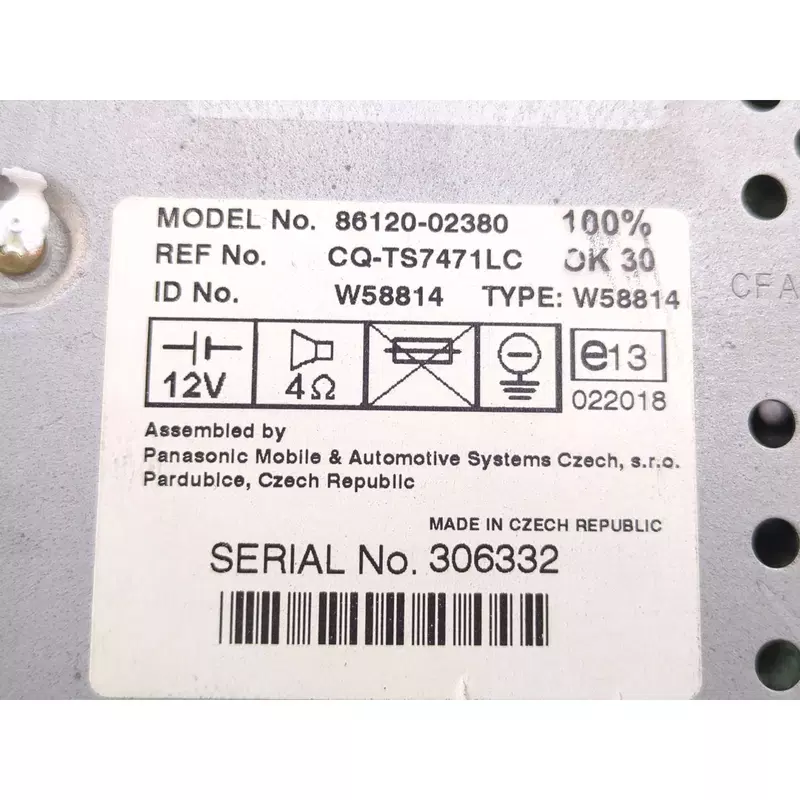 MODEL No. 86120-02380 100%
REF No. CQ-TS7471LC OK 30
ID No. W58814 TYPE: W58814
12V 4Ω e13
022018
Assembled by
Panasonic Mobile & Automotive Systems Czech, s.r.o.
Pardubice, Czech Republic
MADE IN CZECH REPUBLIC
SERIAL No. 306332